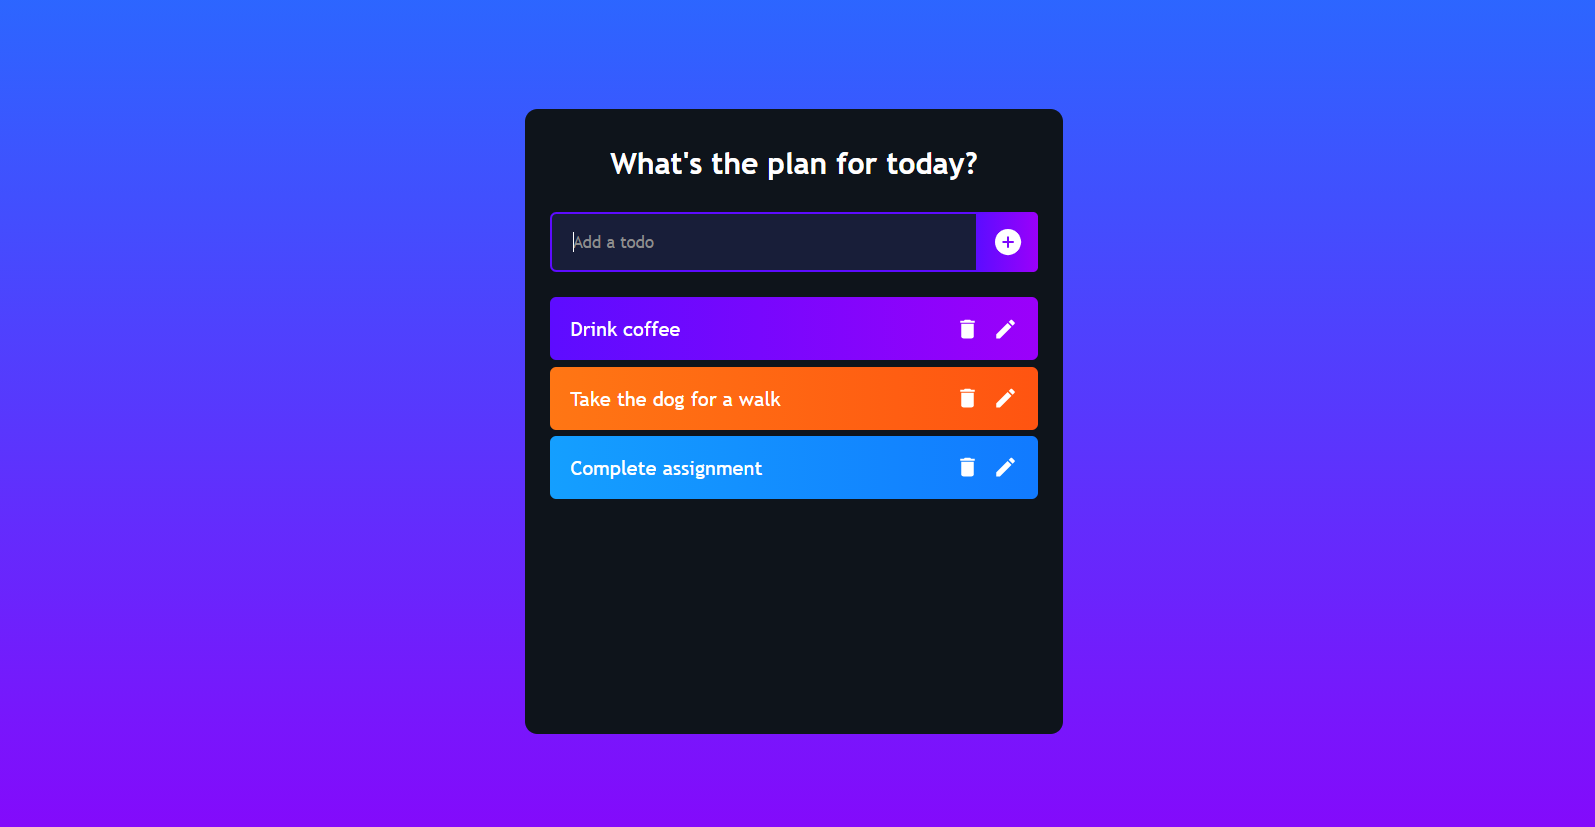 What's the plan for today?
Add a todo
Drink coffee
Take the dog for a walk
Complete assignment